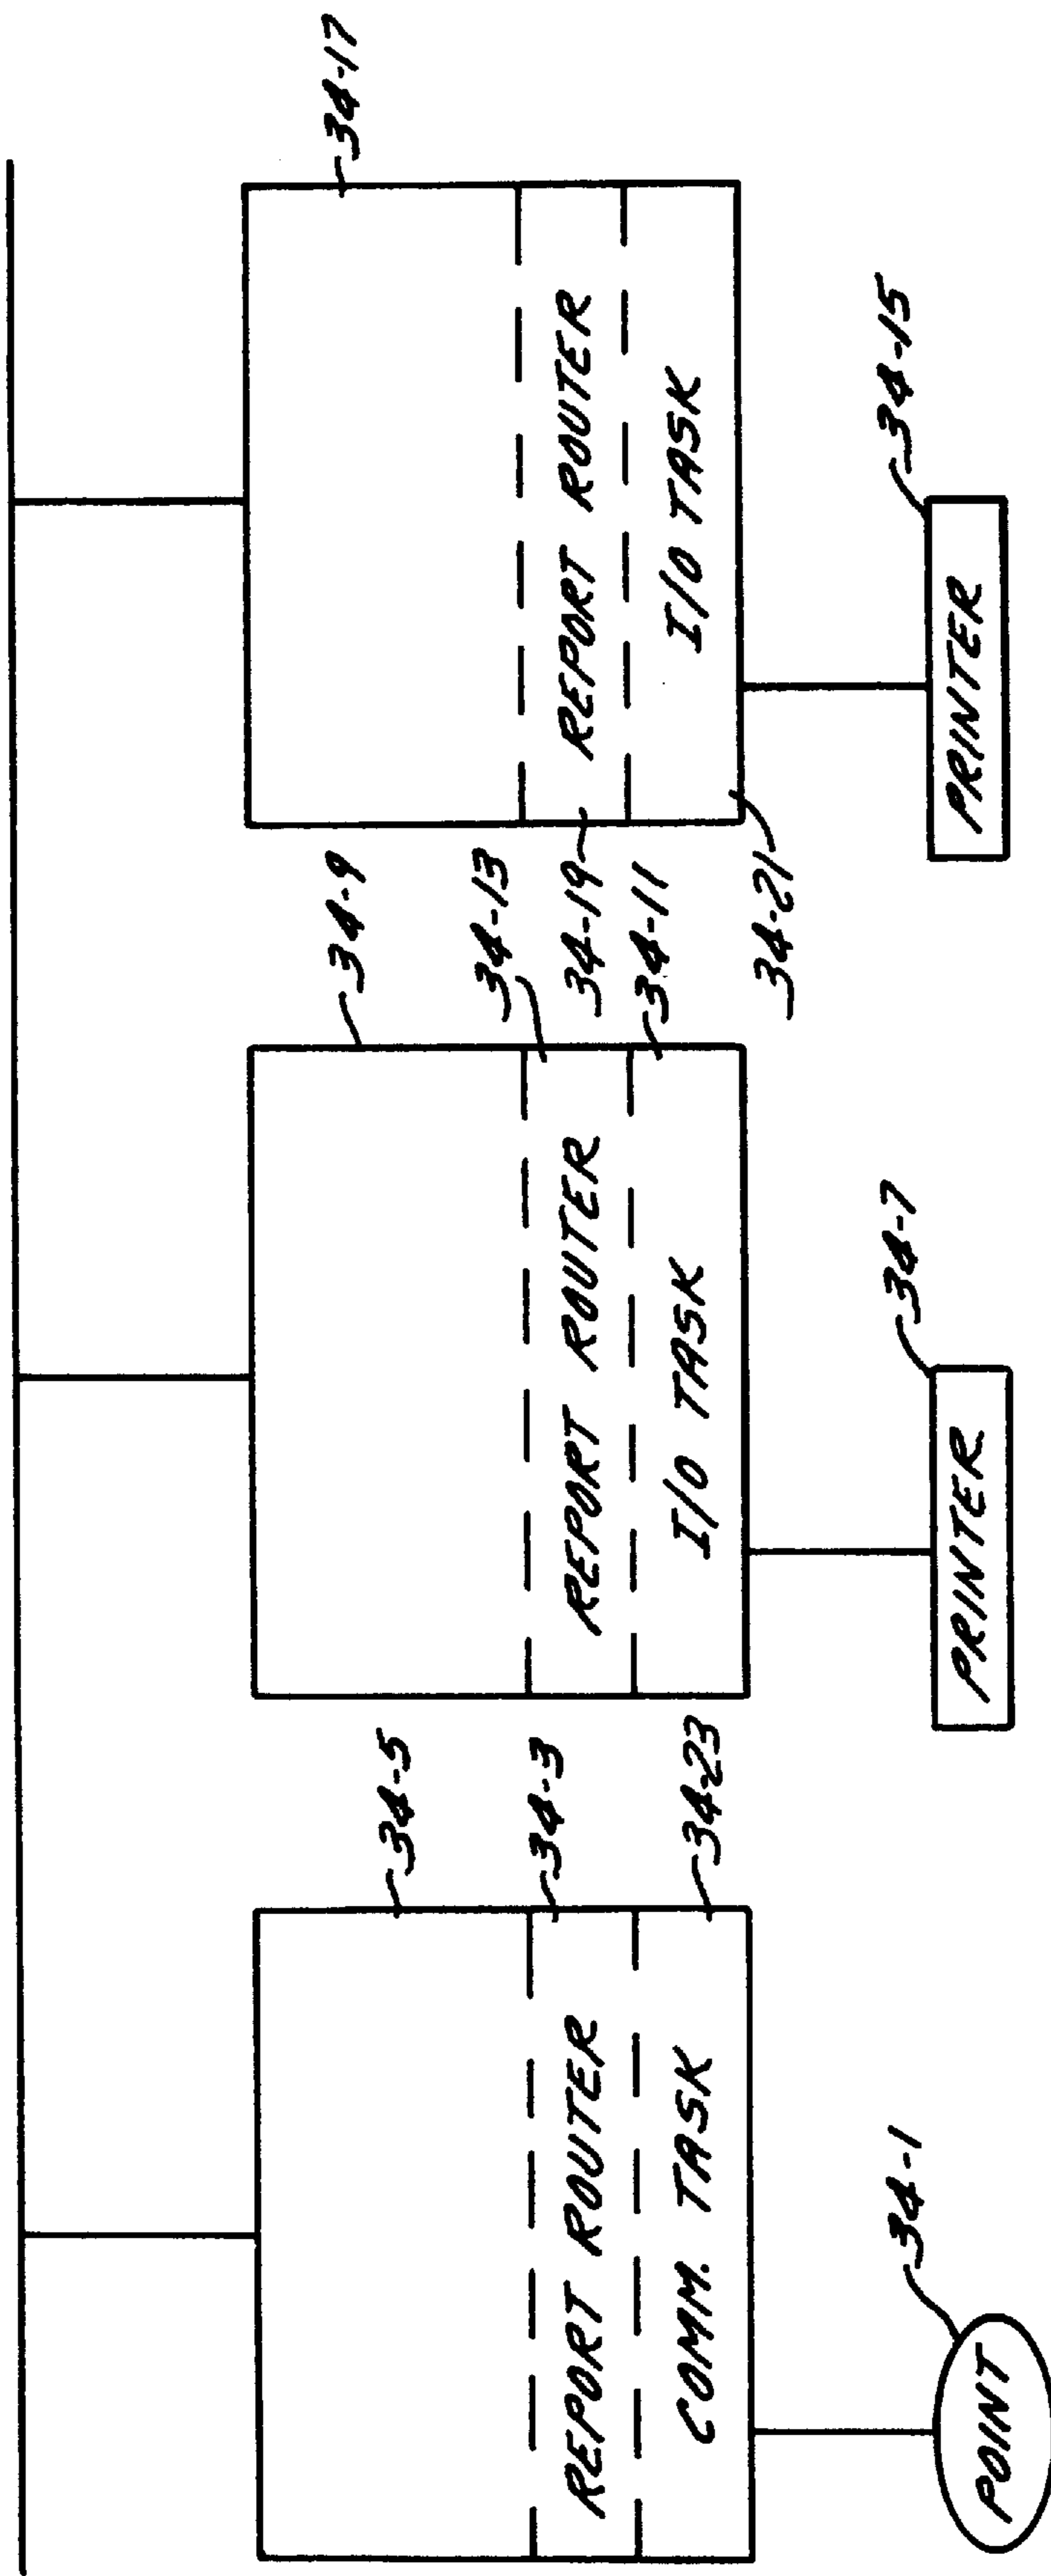 34-5
34-9
34-17
REPORT ROUTER
34-3
REPORT ROUTER
34-13
34-19
REPORT ROUTER
COMM. TASK
34-23
I/O TASK
34-11
34-21
I/O TASK
34-1
34-7
34-15
POINT
PRINTER
PRINTER